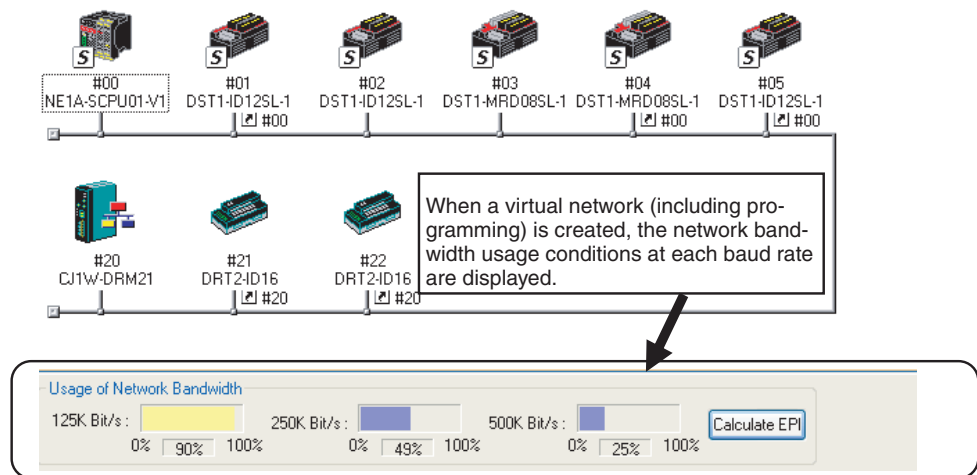 S S S S S S
#00 #01 #02 #03 #04 #05
NE1A-SCPU01-V1 DST1-ID12SL-1 DST1-ID12SL-1 DST1-MRD08SL-1 DST1-MRD08SL-1 DST1-ID12SL-1
#00 #00 #00
When a virtual network (including pro-
gramming) is created, the network band-
width usage conditions at each baud rate
are displayed.
#20 #21 #22
CJ1W-DRM21 DRT2-ID16 DRT2-ID16
#20 #20
Usage of Network Bandwidth
125K Bit/s : 250K Bit/s : 500K Bit/s : Calculate EPI
0% 90% 100% 0% 49% 100% 0% 25% 100%